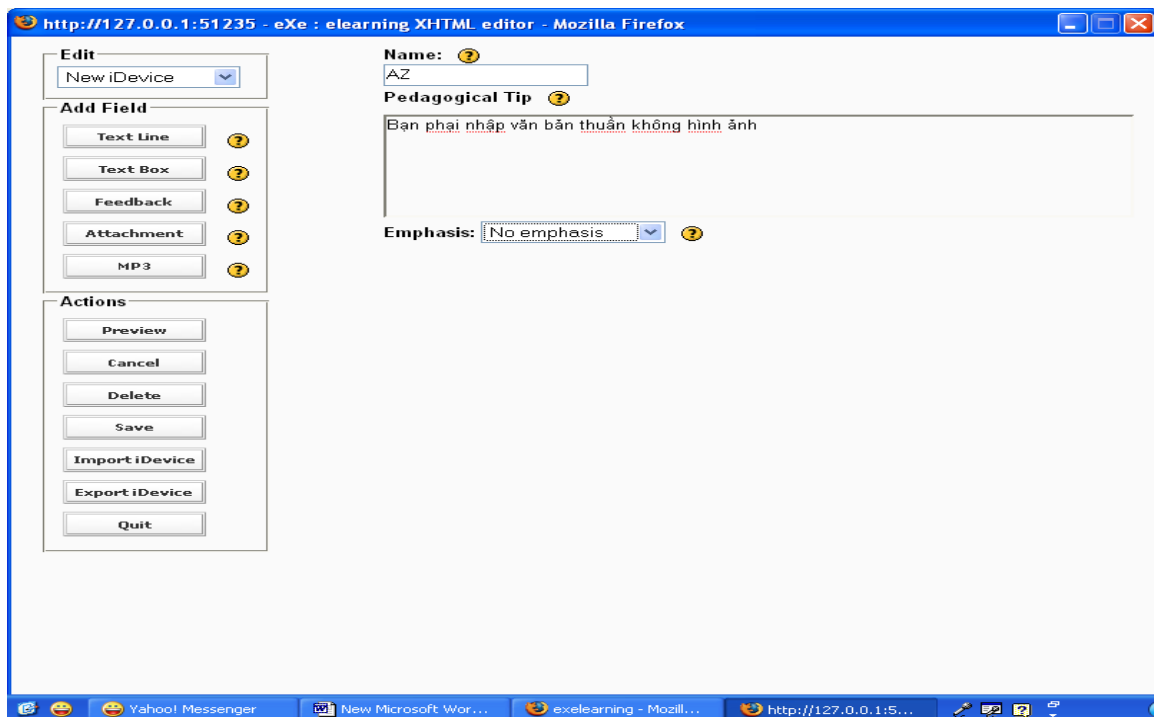 http://127.0.0.1:51235 - eXe : elearning XHTML editor - Mozilla Firefox
Edit
New iDevice
Add Field
Text Line
Text Box
Feedback
Attachment
MP3
Actions
Preview
Cancel
Delete
Save
Import iDevice
Export iDevice
Quit
Name:
AZ
Pedagogical Tip
Bạn phại nhập văn bản thuần không hình ảnh
Emphasis: No emphasis
Yahoo! Messenger
New Microsoft Wor...
exelearning - Mozill...
http://127.0.0.1:5...